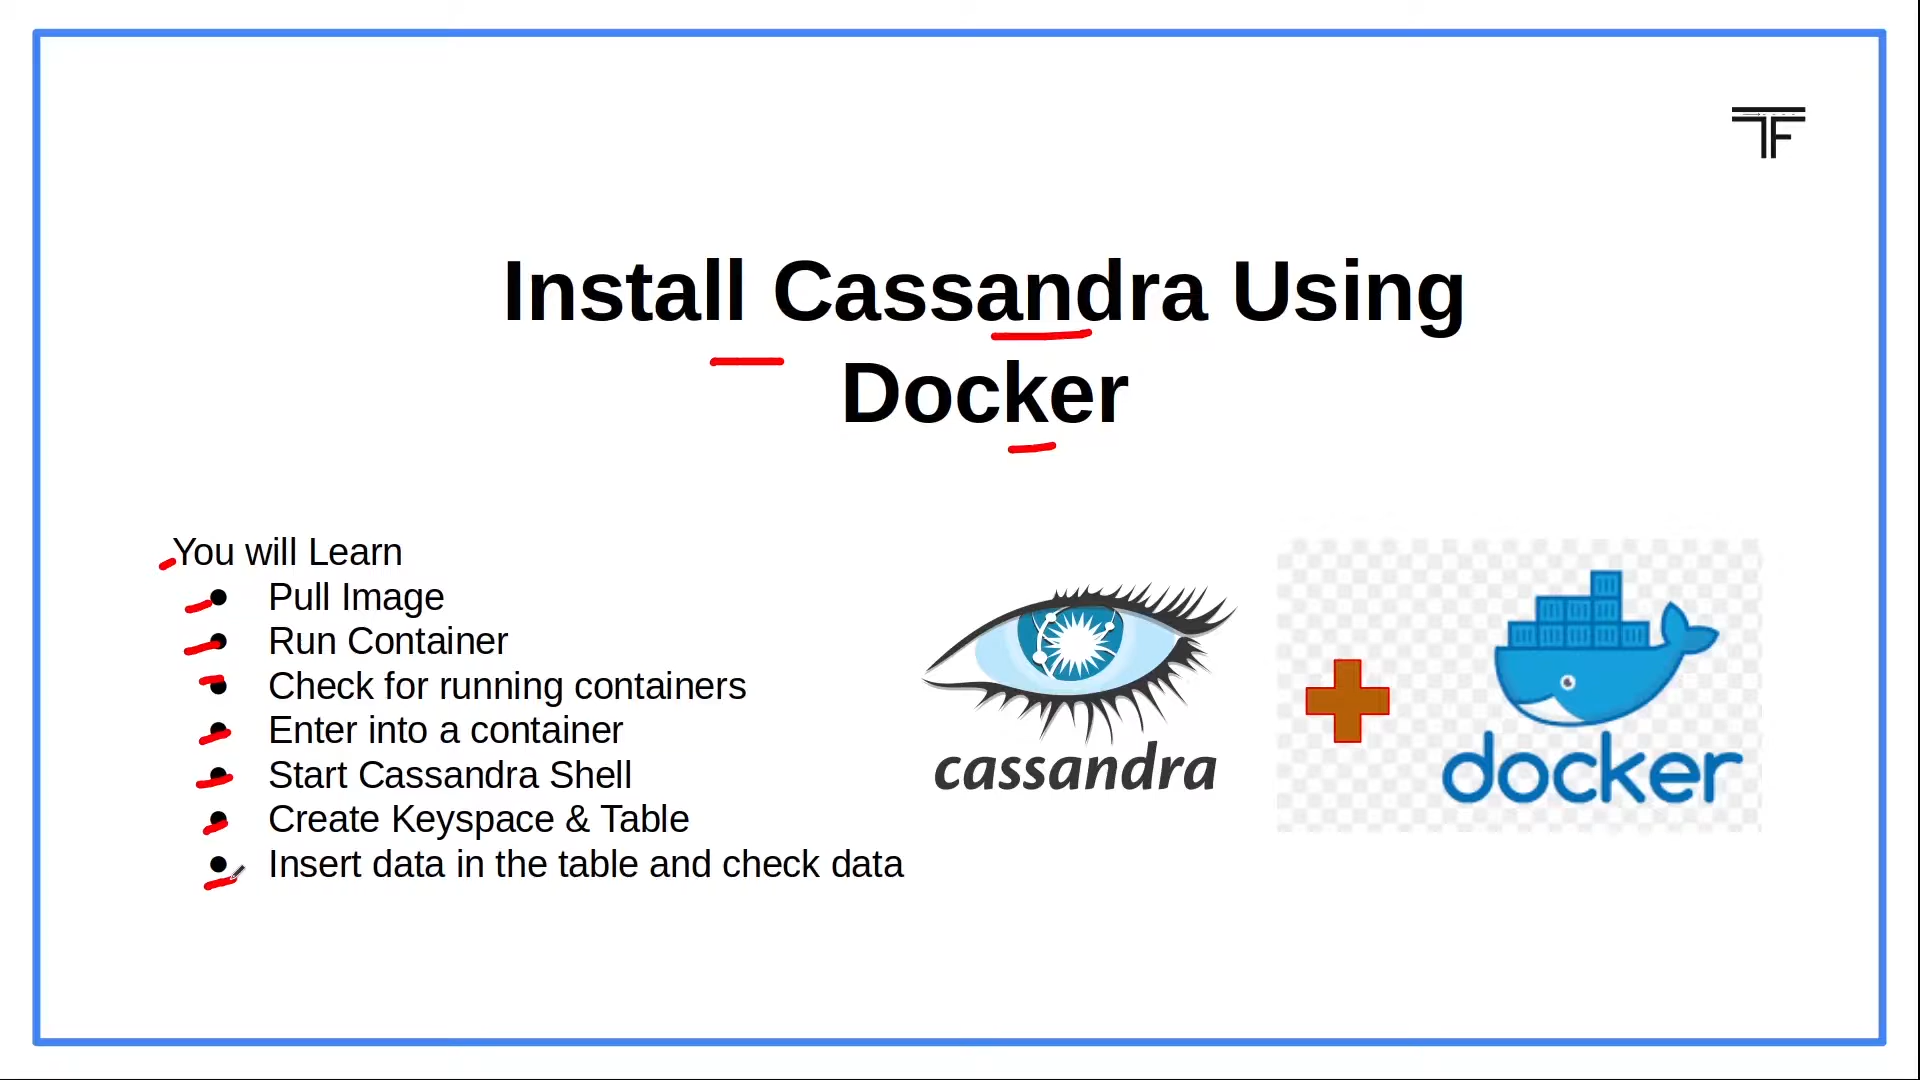 TF
Install Cassandra Using
Docker
You will Learn
Pull Image
Run Container
Check for running containers
Enter into a container
Start Cassandra Shell
Create Keyspace & Table
Insert data in the table and check data
cassandra
docker